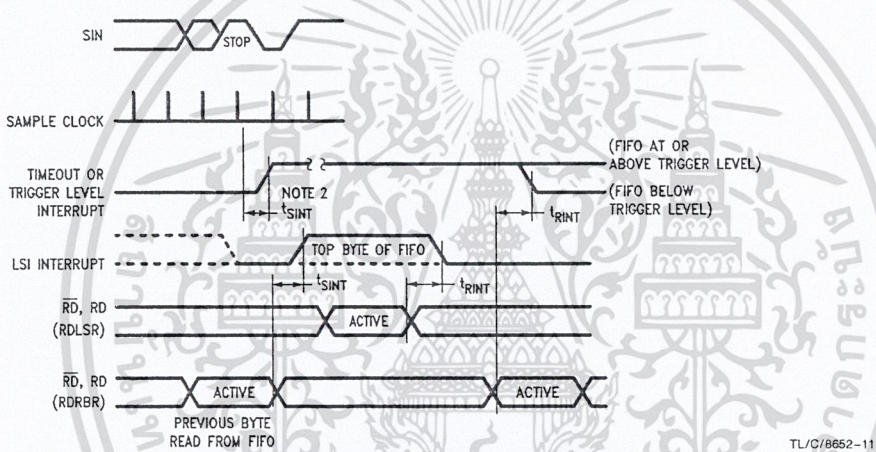 SIN
STOP
SAMPLE CLOCK
TIMEOUT OR
TRIGGER LEVEL
INTERRUPT
NOTE 2
tSINT
(FIFO AT OR
ABOVE TRIGGER LEVEL)
(FIFO BELOW
TRIGGER LEVEL)
tRINT
LSI INTERRUPT
TOP BYTE OF FIFO
tSINT
tRINT
R̅D̅, RD
(RDLSR)
ACTIVE
R̅D̅, RD
(RDRBR)
ACTIVE
ACTIVE
PREVIOUS BYTE
READ FROM FIFO
TL/C/8652-11